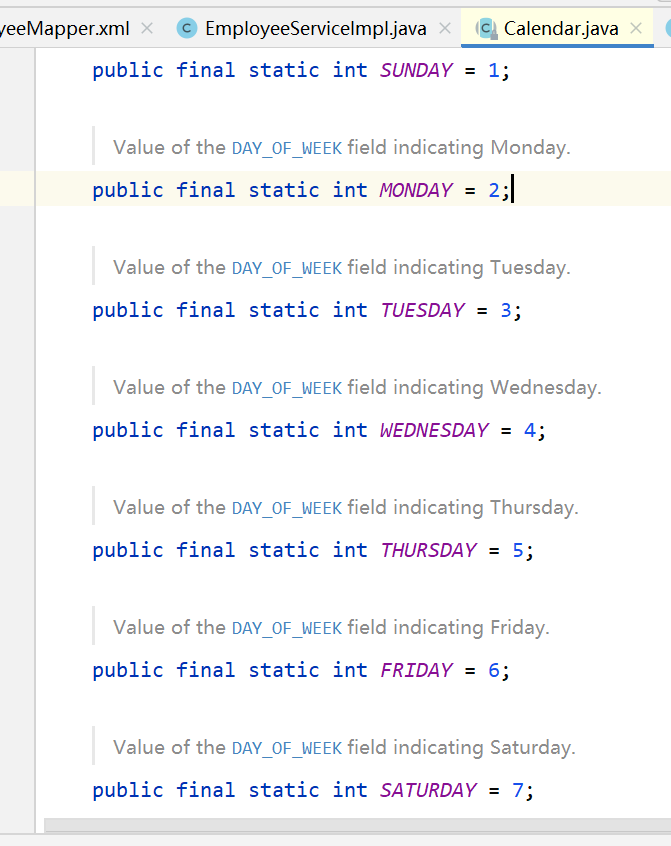 yeeMapper.xml EmployeeServiceImpl.java Calendar.java
public final static int SUNDAY = 1;
Value of the DAY_OF_WEEK field indicating Monday.
public final static int MONDAY = 2;
Value of the DAY_OF_WEEK field indicating Tuesday.
public final static int TUESDAY = 3;
Value of the DAY_OF_WEEK field indicating Wednesday.
public final static int WEDNESDAY = 4;
Value of the DAY_OF_WEEK field indicating Thursday.
public final static int THURSDAY = 5;
Value of the DAY_OF_WEEK field indicating Friday.
public final static int FRIDAY = 6;
Value of the DAY_OF_WEEK field indicating Saturday.
public final static int SATURDAY = 7;